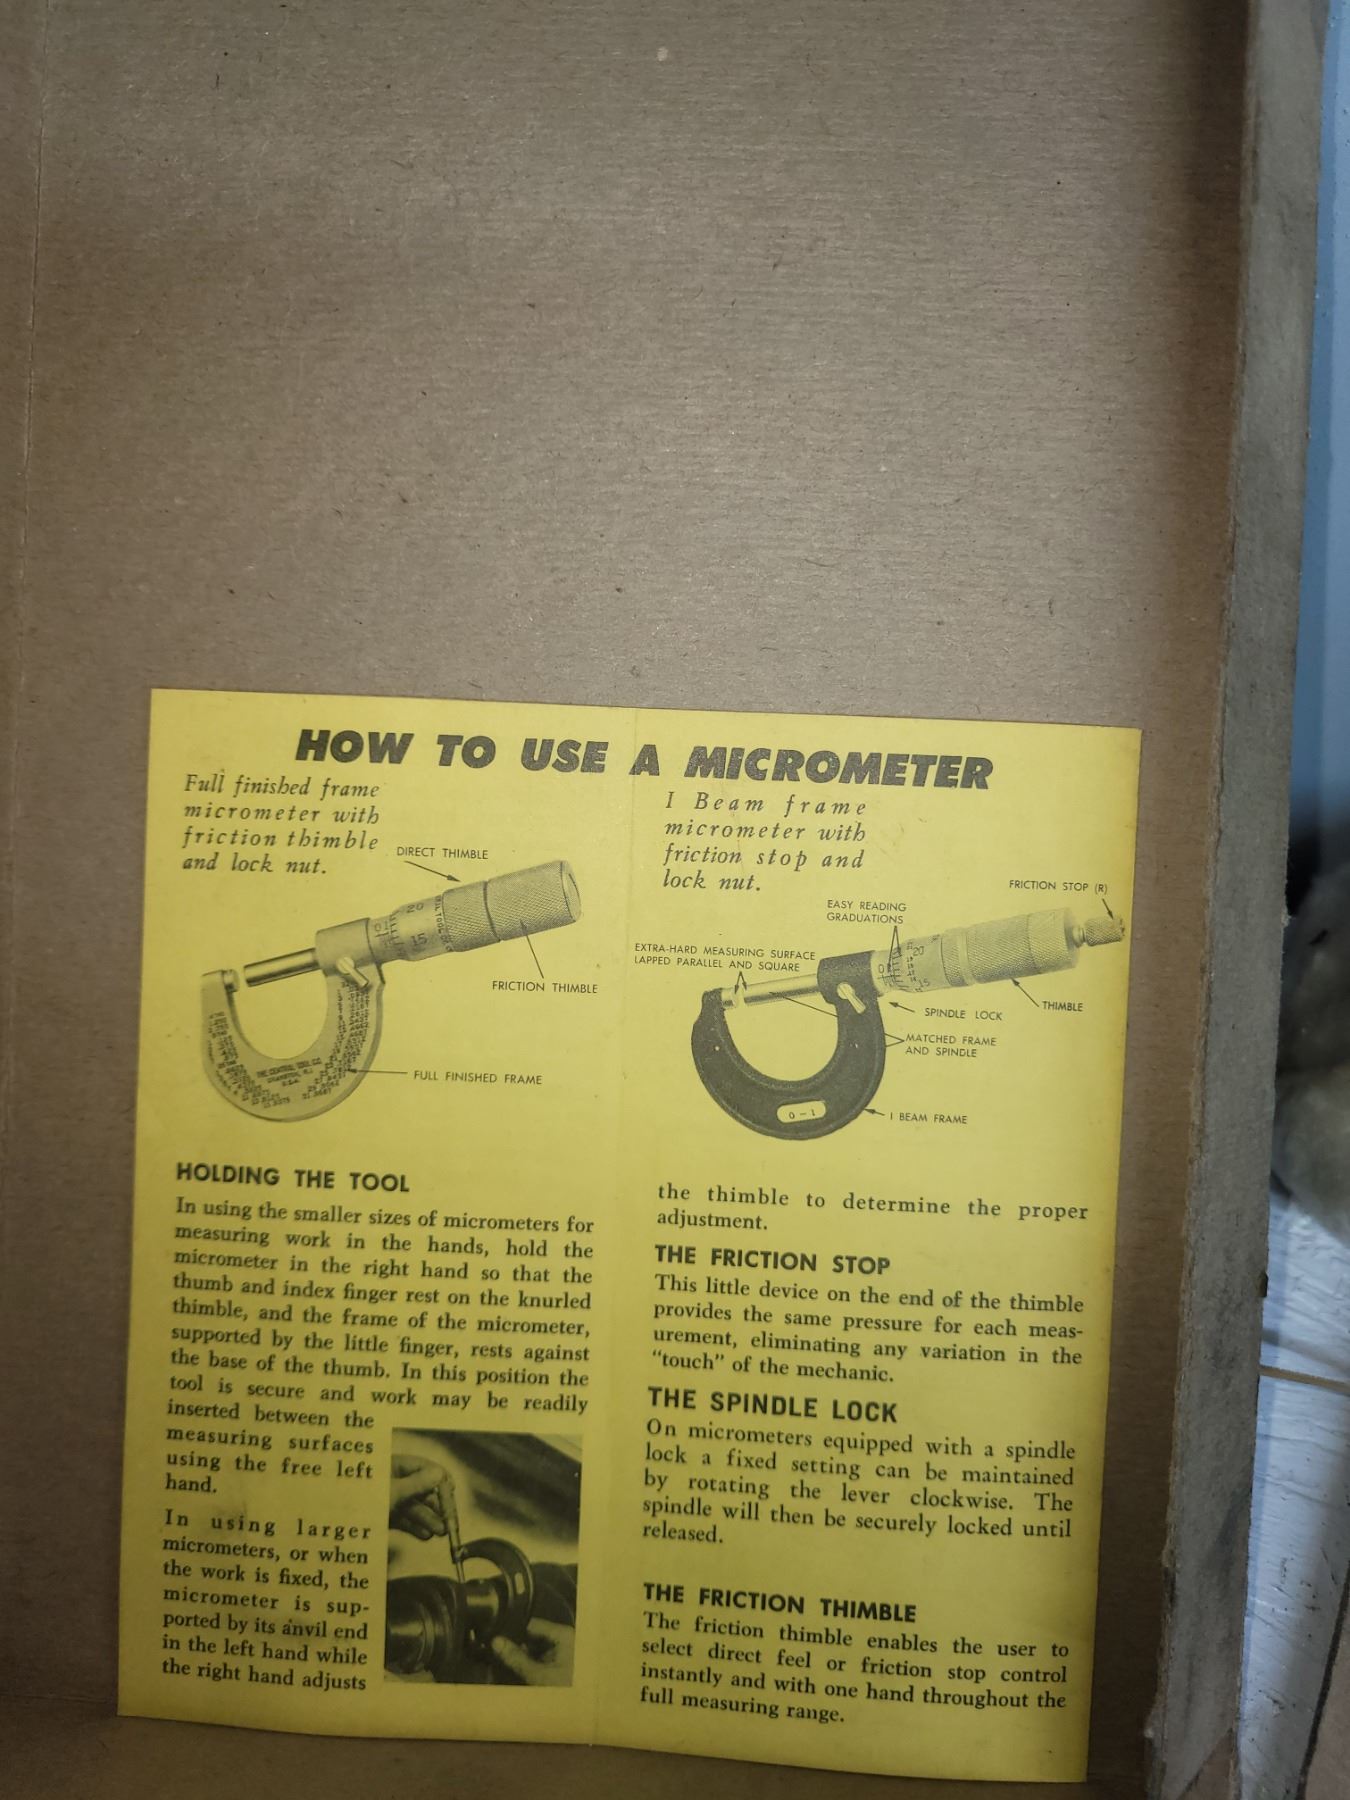 HOW TO USE A MICROMETER
Full finished frame
micrometer with
friction thimble
and lock nut.
DIRECT THIMBLE
FRICTION THIMBLE
THE CENTRAL TOOL CO.
CRANSTON, R.I.
U.S.A.
FULL FINISHED FRAME
I Beam frame
micrometer with
friction stop and
lock nut.
FRICTION STOP (R)
EASY READING
GRADUATIONS
EXTRA-HARD MEASURING SURFACE
LAPPED PARALLEL AND SQUARE
THIMBLE
SPINDLE LOCK
MATCHED FRAME
AND SPINDLE
0-1
I BEAM FRAME
HOLDING THE TOOL
In using the smaller sizes of micrometers for
measuring work in the hands, hold the
micrometer in the right hand so that the
thumb and index finger rest on the knurled
thimble, and the frame of the micrometer,
supported by the little finger, rests against
the base of the thumb. In this position the
tool is secure and work may be readily
inserted between the
measuring surfaces
using the free left
hand.
In using larger
micrometers, or when
the work is fixed, the
micrometer is sup-
ported by its anvil end
in the left hand while
the right hand adjusts
the thimble to determine the proper
adjustment.
THE FRICTION STOP
This little device on the end of the thimble
provides the same pressure for each meas-
urement, eliminating any variation in the
"touch" of the mechanic.
THE SPINDLE LOCK
On micrometers equipped with a spindle
lock a fixed setting can be maintained
by rotating the lever clockwise. The
spindle will then be securely locked until
released.
THE FRICTION THIMBLE
The friction thimble enables the user to
select direct feel or friction stop control
instantly and with one hand throughout the
full measuring range.